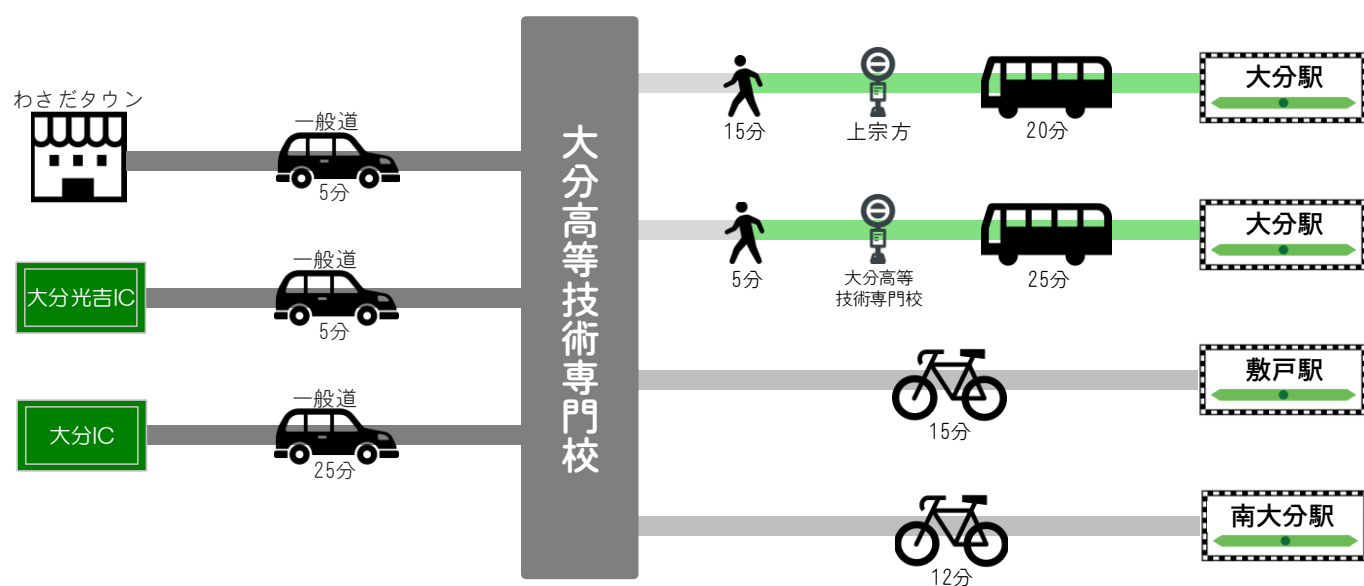 わさだタウン
一般道
5分
大分光吉IC
一般道
5分
大分IC
一般道
25分
大分高等技術専門校
15分
上宗方
20分
大分駅
5分
大分高等
技術専門校
25分
大分駅
15分
敷戸駅
12分
南大分駅